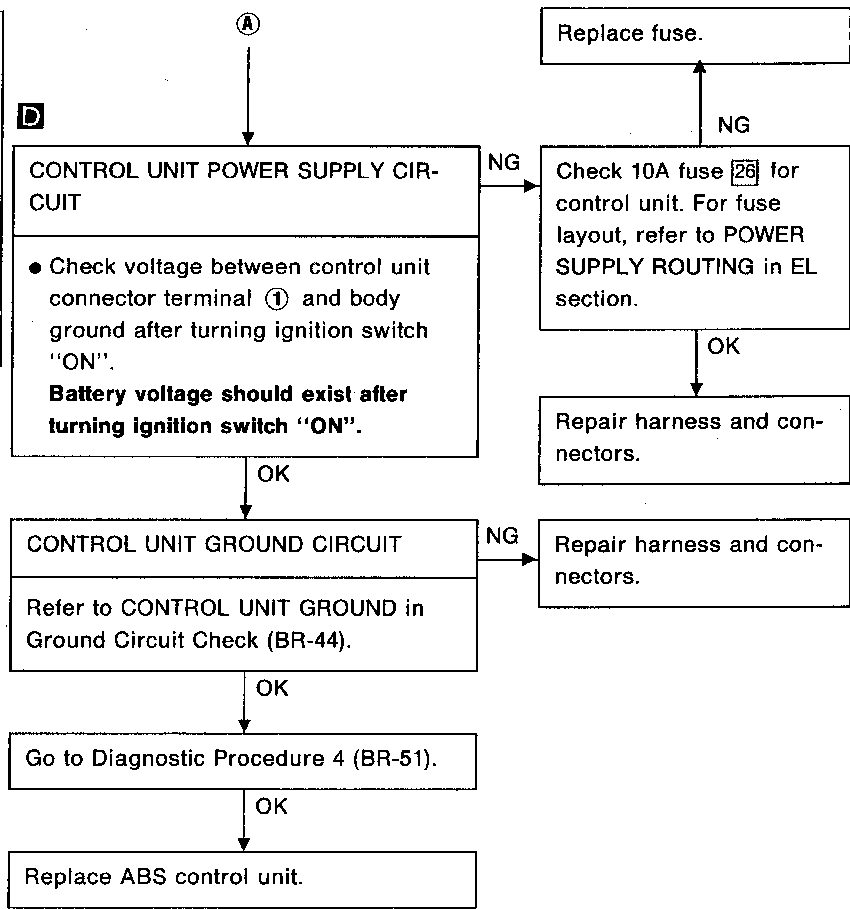 A
Replace fuse.
D
NG
CONTROL UNIT POWER SUPPLY CIR-
CUIT
NG
Check 10A fuse 26 for
control unit. For fuse
layout, refer to POWER
SUPPLY ROUTING in EL
section.
● Check voltage between control unit
connector terminal ① and body
ground after turning ignition switch
"ON".
Battery voltage should exist after
turning ignition switch "ON".
OK
Repair harness and con-
nectors.
OK
CONTROL UNIT GROUND CIRCUIT
NG
Repair harness and con-
nectors.
Refer to CONTROL UNIT GROUND in
Ground Circuit Check (BR-44).
OK
Go to Diagnostic Procedure 4 (BR-51).
OK
Replace ABS control unit.